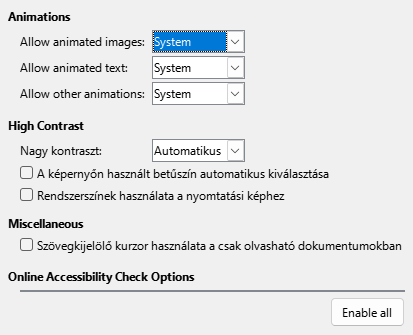 Animations
Allow animated images: System
Allow animated text: System
Allow other animations: System
High Contrast
Nagy kontraszt: Automatikus
A képernyőn használt betűszín automatikus kiválasztása
Rendszerszínek használata a nyomtatási képhez
Miscellaneous
Szövegkijelölő kurzor használata a csak olvasható dokumentumokban
Online Accessibility Check Options
Enable all